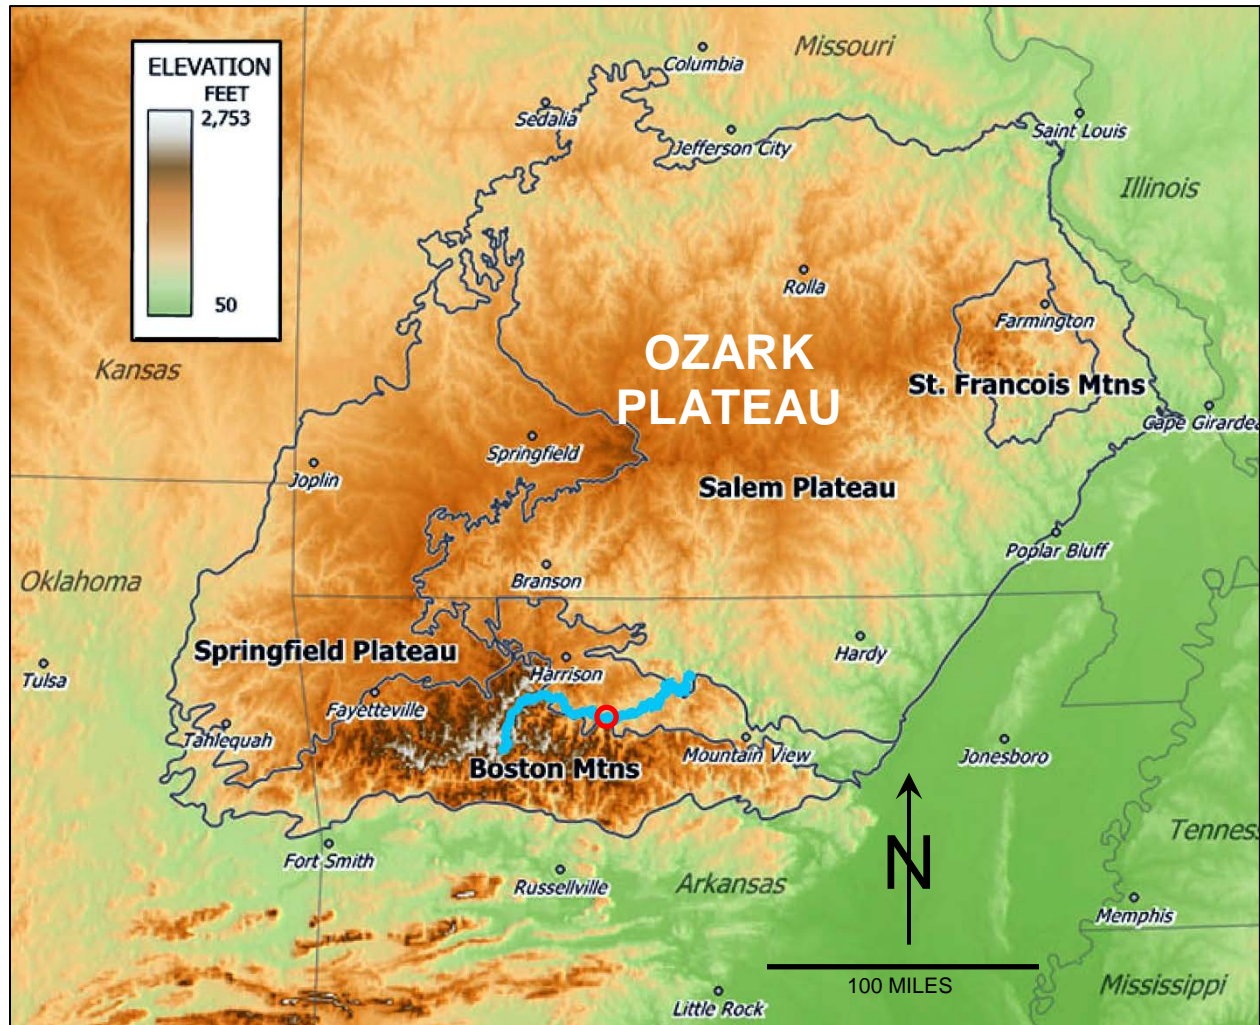 Missouri
Columbia
ELEVATION
FEET
2,753
50
Sedalia
Jefferson City
Saint Louis
Illinois
Rolla
Farmington
Kansas
OZARK
PLATEAU
St. Francois Mtns
Cape Girardea
Springfield
Joplin
Salem Plateau
Poplar Bluff
Oklahoma
Branson
Springfield Plateau
Hardy
Harrison
Tulsa
Fayetteville
Tahlequah
Mountain View
Jonesboro
Boston Mtns
N
Tenness
Fort Smith
Russellville
Arkansas
Memphis
100 MILES
Mississippi
Little Rock